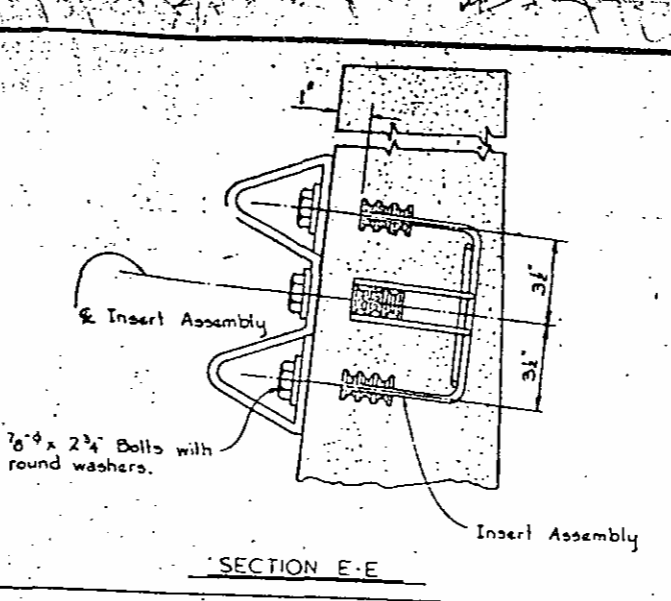 1"
3½"
℄ Insert Assembly
3½"
⅞"ϕ x 2¾" Bolts with
round washers.
Insert Assembly
SECTION E-E